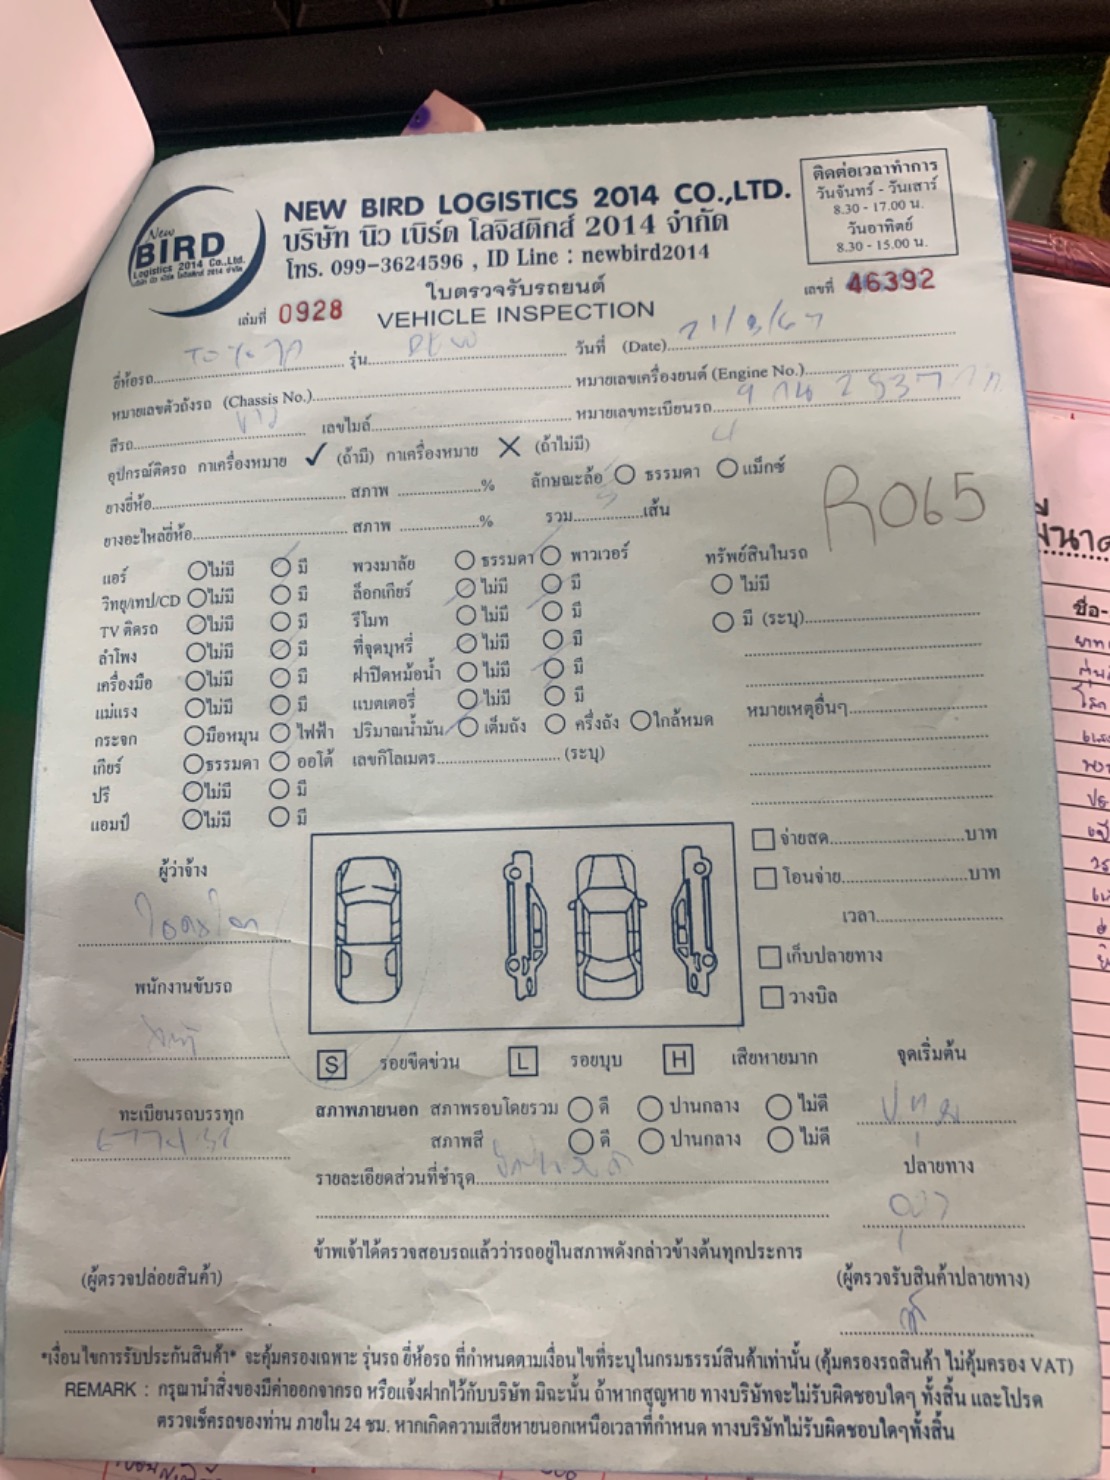 New
BIRD
Logistics 2014 Co.,Ltd.
บริษัท นิว เบิร์ด โลจิสติกส์ 2014 จำกัด
NEW BIRD LOGISTICS 2014 CO.,LTD.
บริษัท นิว เบิร์ด โลจิสติกส์ 2014 จำกัด
โทร. 099-3624596 , ID Line : newbird2014
ติดต่อเวลาทำการ
วันจันทร์ - วันเสาร์
8.30 - 17.00 น.
วันอาทิตย์
8.30 - 15.00 น.
ใบตรวจรับรถยนต์
เล่มที่ 0928 VEHICLE INSPECTION เลขที่ 46392
ยี่ห้อรถ รุ่น วันที่ (Date)
หมายเลขตัวถังรถ (Chassis No.) หมายเลขเครื่องยนต์ (Engine No.)
สีรถ ขาว เลขไมล์ หมายเลขทะเบียนรถ
อุปกรณ์ติดรถ กาเครื่องหมาย ✓ (ถ้ามี) กาเครื่องหมาย ✕ (ถ้าไม่มี)
ยางยี่ห้อ สภาพ % ลักษณะล้อ ธรรมดา แม็กซ์ 4
ยางอะไหล่ยี่ห้อ สภาพ % รวม 5 เส้น
R065
แอร์ ไม่มี มี พวงมาลัย ธรรมดา พาวเวอร์ ทรัพย์สินในรถ
วิทยุ/เทป/CD ไม่มี มี ล็อกเกียร์ ไม่มี มี ไม่มี
TV ติดรถ ไม่มี มี รีโมท ไม่มี มี มี (ระบุ)
ลำโพง ไม่มี มี ที่จุดบุหรี่ ไม่มี มี
เครื่องมือ ไม่มี มี ฝาปิดหม้อน้ำ ไม่มี มี
แม่แรง ไม่มี มี แบตเตอรี่ ไม่มี มี หมายเหตุอื่นๆ
กระจก มือหมุน ไฟฟ้า ปริมาณน้ำมัน เต็มถัง ครึ่งถัง ใกล้หมด
เกียร์ ธรรมดา ออโต้ เลขกิโลเมตร (ระบุ)
ปรี ไม่มี มี
แอมป์ ไม่มี มี
จ่ายสด บาท
โอนจ่าย บาท
เวลา
เก็บปลายทาง
วางบิล
ผู้ว่าจ้าง
พนักงานขับรถ
ทะเบียนรถบรรทุก
S รอยขีดข่วน L รอยบุบ H เสียหายมาก
จุดเริ่มต้น
สภาพภายนอก สภาพรอบโดยรวม ดี ปานกลาง ไม่ดี
สภาพสี ดี ปานกลาง ไม่ดี
ปลายทาง
รายละเอียดส่วนที่ชำรุด
ข้าพเจ้าได้ตรวจสอบรถแล้วว่ารถอยู่ในสภาพดังกล่าวข้างต้นทุกประการ
(ผู้ตรวจปล่อยสินค้า) (ผู้ตรวจรับสินค้าปลายทาง)
*เงื่อนไขการรับประกันสินค้า* จะคุ้มครองเฉพาะ รุ่นรถ ยี่ห้อรถ ที่กำหนดตามเงื่อนไขที่ระบุในกรมธรรม์สินค้าเท่านั้น (คุ้มครองรถสินค้า ไม่คุ้มครอง VAT)
REMARK : กรุณานำสิ่งของมีค่าออกจากรถ หรือแจ้งฝากไว้กับบริษัท มิฉะนั้น ถ้าหากสูญหาย ทางบริษัทจะไม่รับผิดชอบใดๆ ทั้งสิ้น และโปรด
ตรวจเช็ครถของท่าน ภายใน 24 ชม. หากเกิดความเสียหายนอกเหนือเวลาที่กำหนด ทางบริษัทไม่รับผิดชอบใดๆทั้งสิ้น